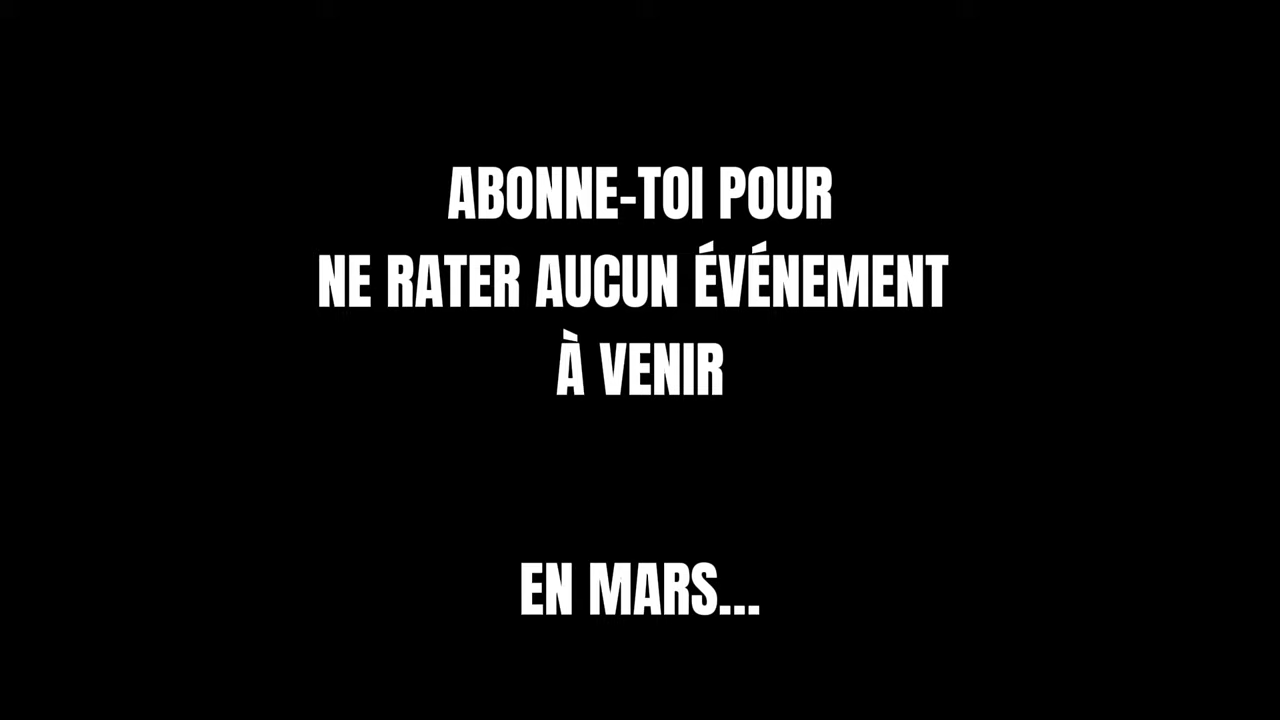 ABONNE-TOI POUR
NE RATER AUCUN ÉVÉNEMENT
À VENIR
EN MARS...